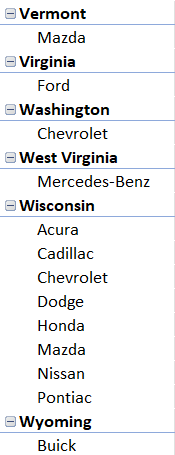 Vermont
Mazda
Virginia
Ford
Washington
Chevrolet
West Virginia
Mercedes-Benz
Wisconsin
Acura
Cadillac
Chevrolet
Dodge
Honda
Mazda
Nissan
Pontiac
Wyoming
Buick